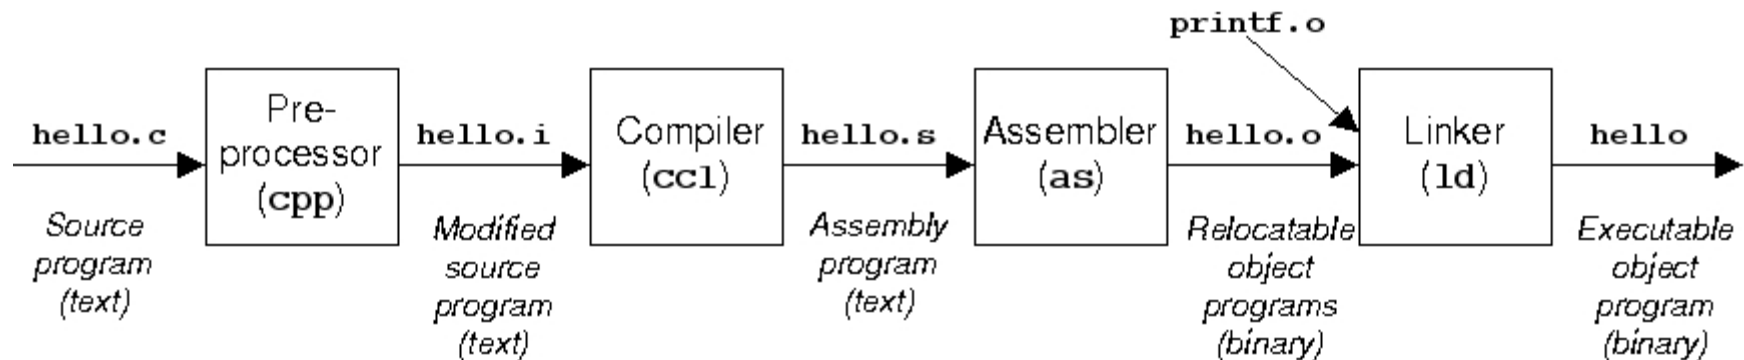 printf.o
hello.c
Pre-
processor
(cpp)
hello.i
Compiler
(cc1)
hello.s
Assembler
(as)
hello.o
Linker
(ld)
hello
Source
program
(text)
Modified
source
program
(text)
Assembly
program
(text)
Relocatable
object
programs
(binary)
Executable
object
program
(binary)